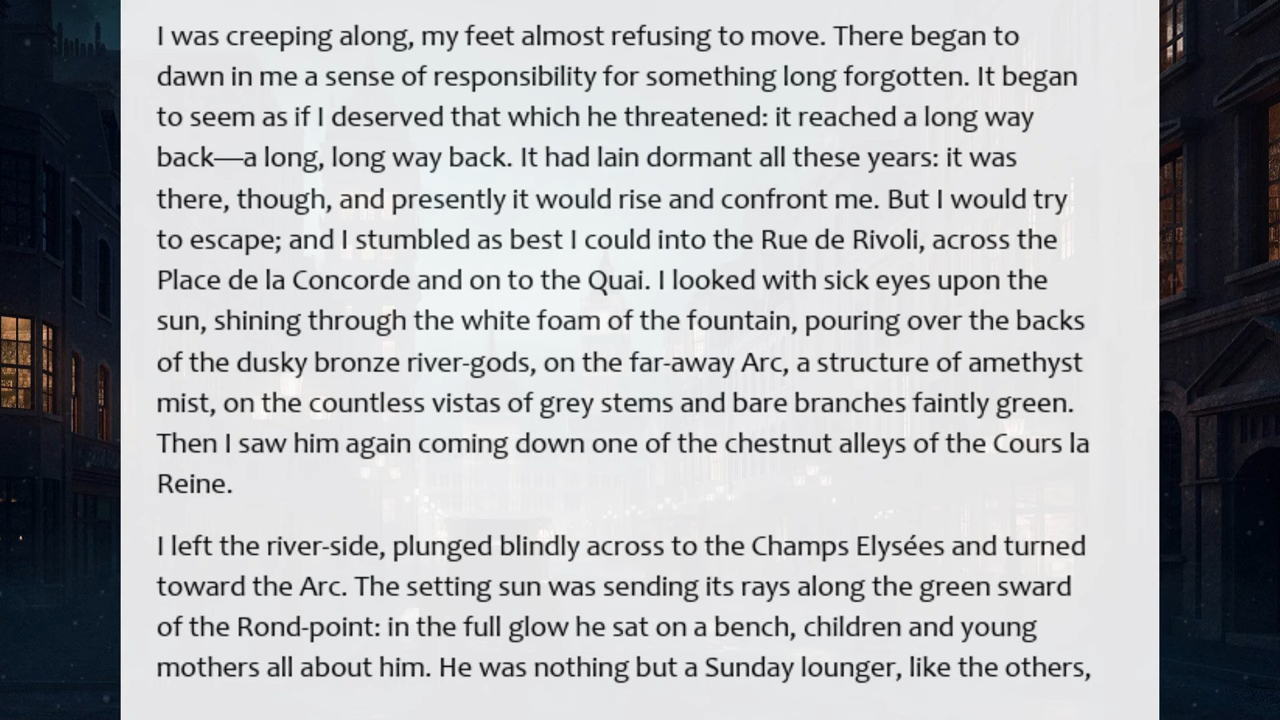 I was creeping along, my feet almost refusing to move. There began to
dawn in me a sense of responsibility for something long forgotten. It began
to seem as if I deserved that which he threatened: it reached a long way
back—a long, long way back. It had lain dormant all these years: it was
there, though, and presently it would rise and confront me. But I would try
to escape; and I stumbled as best I could into the Rue de Rivoli, across the
Place de la Concorde and on to the Quai. I looked with sick eyes upon the
sun, shining through the white foam of the fountain, pouring over the backs
of the dusky bronze river-gods, on the far-away Arc, a structure of amethyst
mist, on the countless vistas of grey stems and bare branches faintly green.
Then I saw him again coming down one of the chestnut alleys of the Cours la
Reine.
I left the river-side, plunged blindly across to the Champs Elysées and turned
toward the Arc. The setting sun was sending its rays along the green sward
of the Rond-point: in the full glow he sat on a bench, children and young
mothers all about him. He was nothing but a Sunday lounger, like the others,